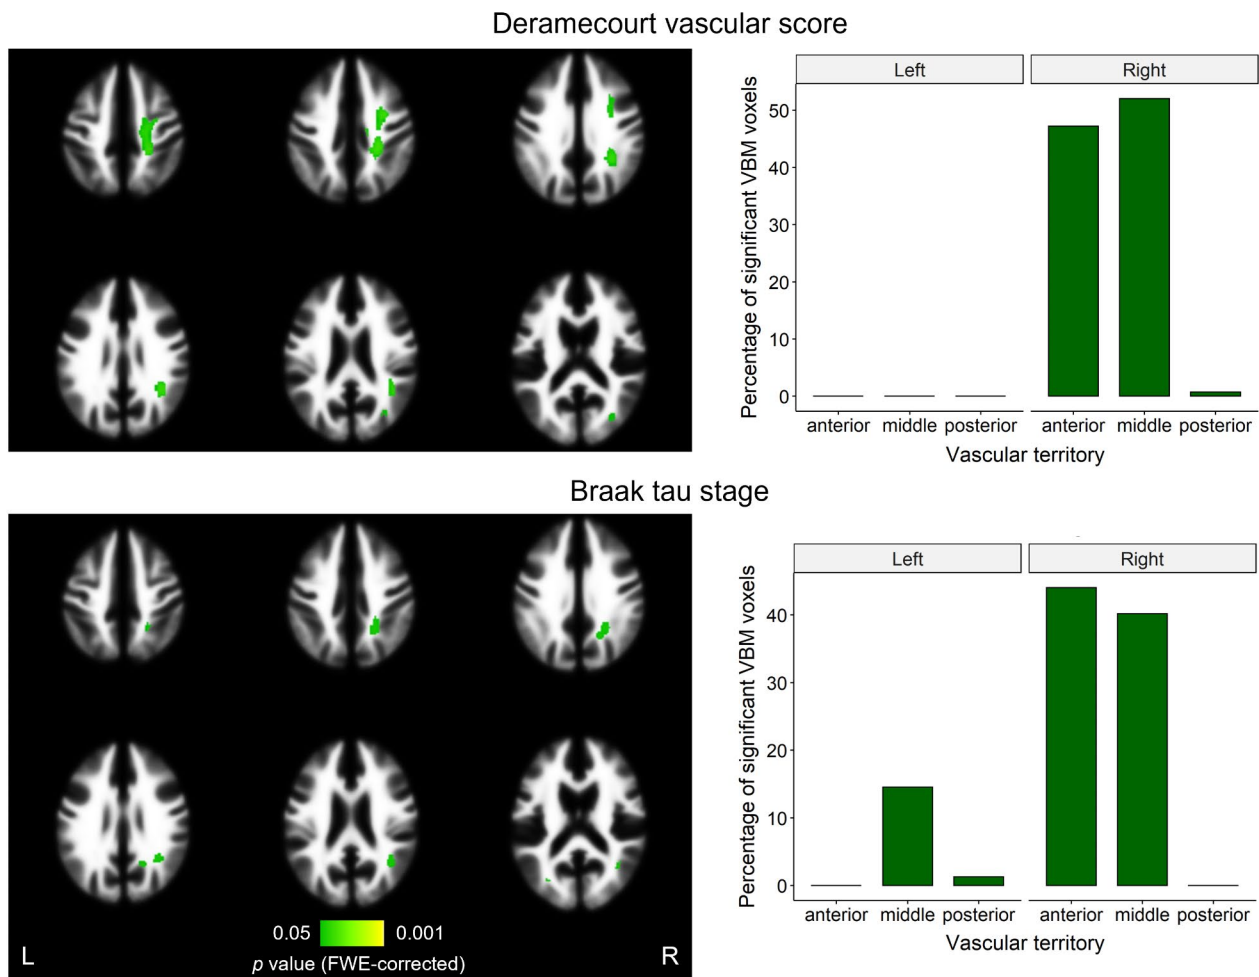 Deramecourt vascular score
Left Right
Percentage of significant VBM voxels
50
40
30
20
10
0
anterior middle posterior anterior middle posterior
Vascular territory
Braak tau stage
Left Right
Percentage of significant VBM voxels
40
30
20
10
0
anterior middle posterior anterior middle posterior
Vascular territory
0.05 0.001
L R
p value (FWE-corrected)